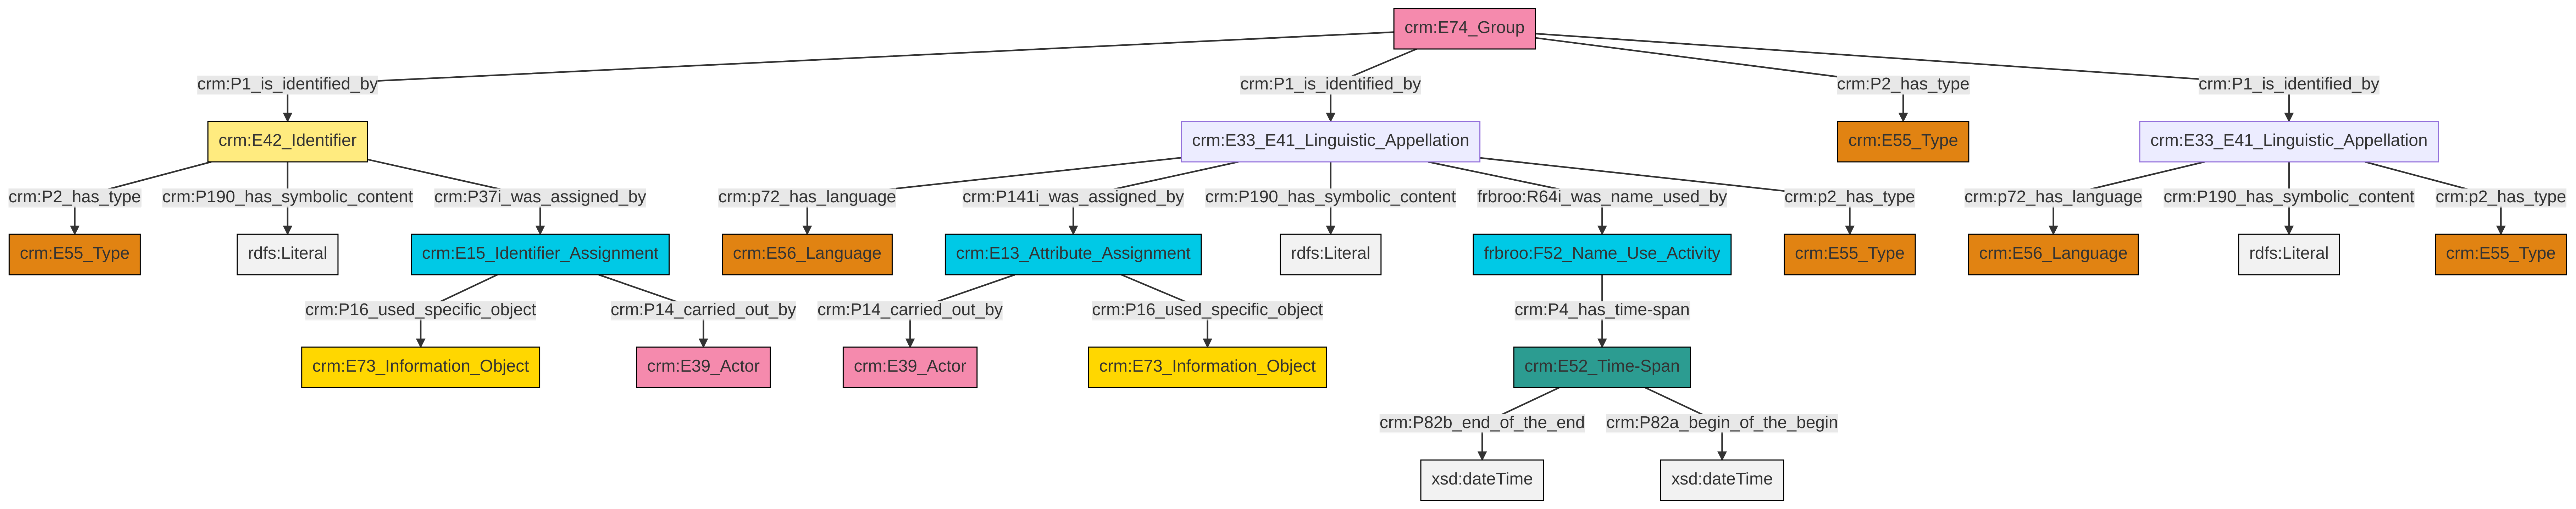 crm:E74_Group
crm:P1_is_identified_by
crm:P1_is_identified_by
crm:P2_has_type
crm:P1_is_identified_by
crm:E42_Identifier
crm:E33_E41_Linguistic_Appellation
crm:E55_Type
crm:E33_E41_Linguistic_Appellation
crm:P2_has_type
crm:P190_has_symbolic_content
crm:P37i_was_assigned_by
crm:p72_has_language
crm:P141i_was_assigned_by
crm:P190_has_symbolic_content
frbroo:R64i_was_name_used_by
crm:p2_has_type
crm:p72_has_language
crm:P190_has_symbolic_content
crm:p2_has_type
crm:E55_Type
rdfs:Literal
crm:E15_Identifier_Assignment
crm:E56_Language
crm:E13_Attribute_Assignment
rdfs:Literal
frbroo:F52_Name_Use_Activity
crm:E55_Type
crm:E56_Language
rdfs:Literal
crm:E55_Type
crm:P16_used_specific_object
crm:P14_carried_out_by
crm:P14_carried_out_by
crm:P16_used_specific_object
crm:P4_has_time-span
crm:E73_Information_Object
crm:E39_Actor
crm:E39_Actor
crm:E73_Information_Object
crm:E52_Time-Span
crm:P82b_end_of_the_end
crm:P82a_begin_of_the_begin
xsd:dateTime
xsd:dateTime